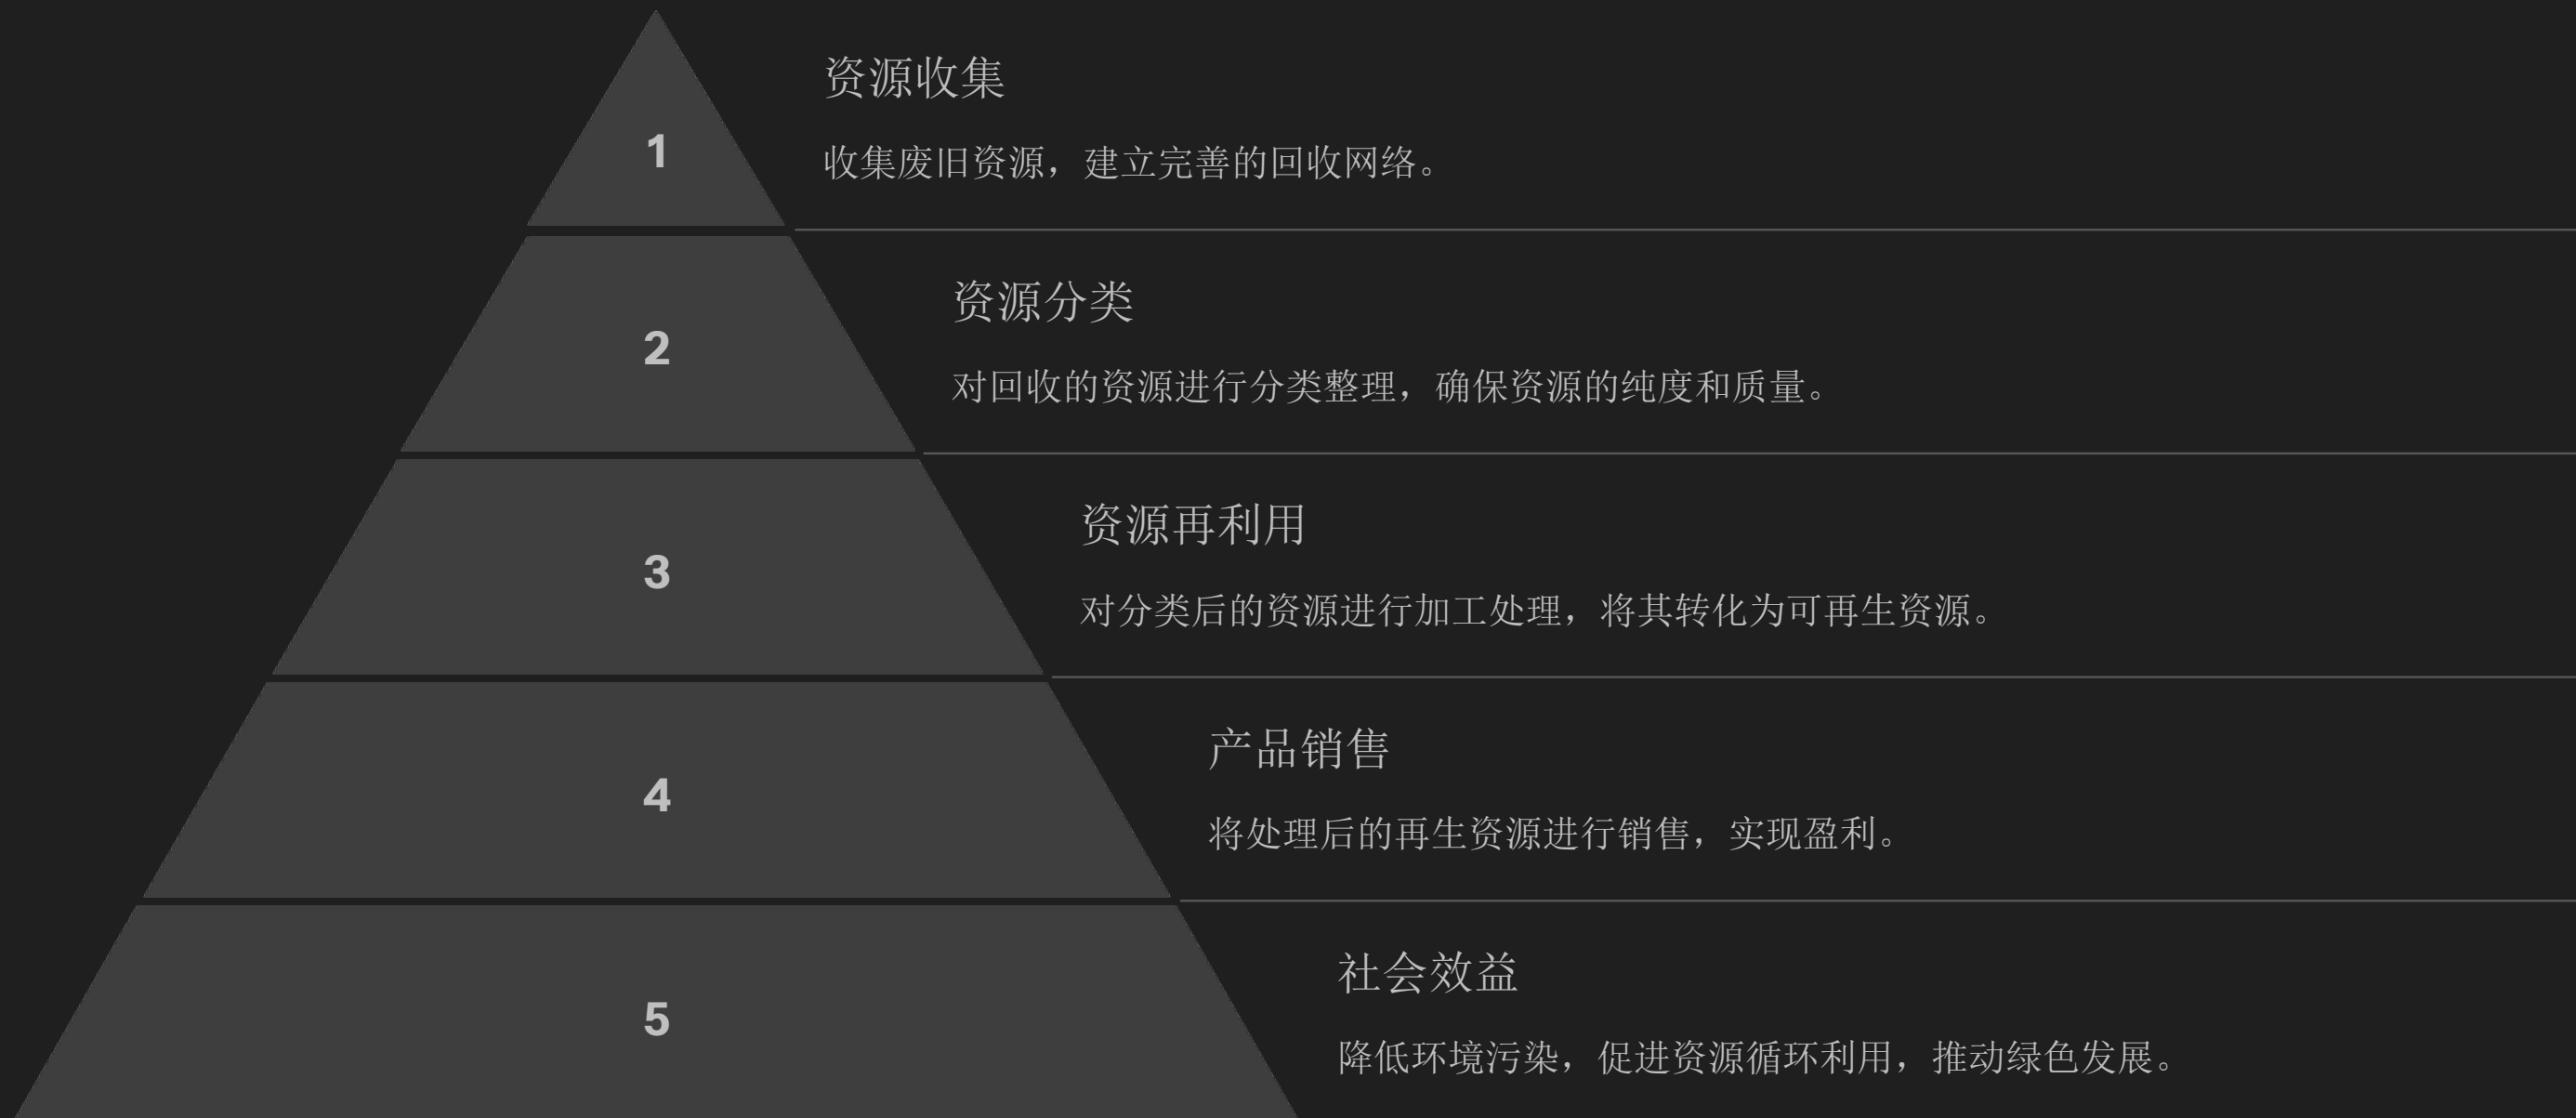 1
资源收集
收集废旧资源，建立完善的回收网络。
2
资源分类
对回收的资源进行分类整理，确保资源的纯度和质量。
3
资源再利用
对分类后的资源进行加工处理，将其转化为可再生资源。
4
产品销售
将处理后的再生资源进行销售，实现盈利。
5
社会效益
降低环境污染，促进资源循环利用，推动绿色发展。